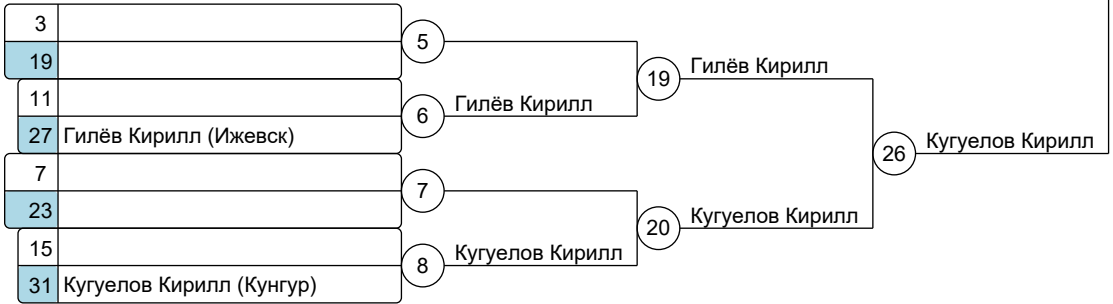 3
19
5
11
27 Гилёв Кирилл (Ижевск)
6 Гилёв Кирилл
19 Гилёв Кирилл
7
23
7
15
31 Кугуелов Кирилл (Кунгур)
8 Кугуелов Кирилл
20 Кугуелов Кирилл
26 Кугуелов Кирилл